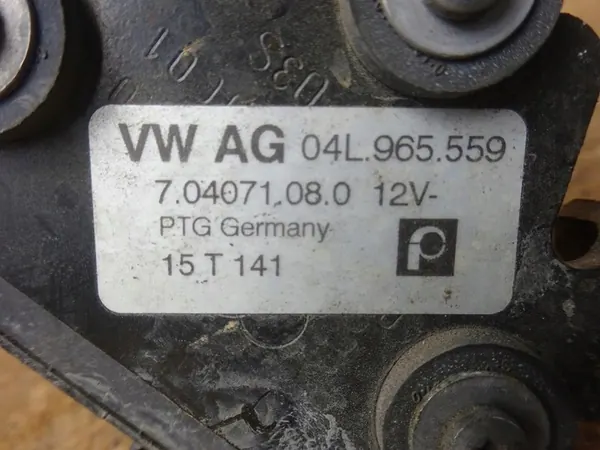 VW AG 04L.965.559
7.04071.08.0 12V-
PTG Germany
15 T 141